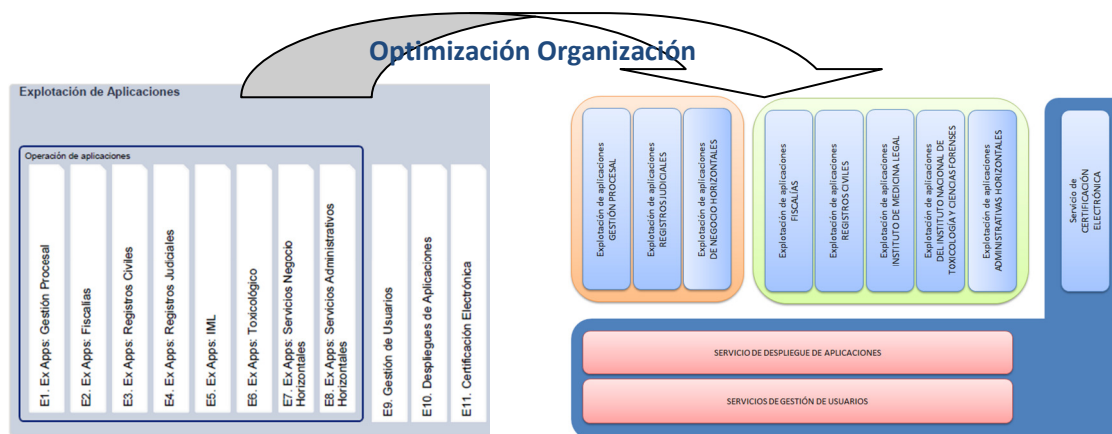 Optimización Organización
Explotación de Aplicaciones
Operación de aplicaciones
E1. Ex Apps: Gestión Procesal
E2. Ex Apps: Fiscalias
E3. Ex Apps: Registros Civiles
E4. Ex Apps: Registros Judiciales
E5. Ex Apps: IML
E6. Ex Apps: Toxicológico
E7. Ex Apps: Servicios Negocio
Horizontales
E8. Ex Apps: Servicios Administrativos
Horizontales
E9. Gestión de Usuarios
E10. Despliegues de Aplicaciones
E11. Certificación Electrónica
Explotación de aplicaciones
GESTIÓN PROCESAL
Explotación de aplicaciones
REGISTROS JUDICIALES
Explotación de aplicaciones
DE NEGOCIO HORIZONTALES
Explotación de aplicaciones
FISCALÍAS
Explotación de aplicaciones
REGISTROS CIVILES
Explotación de aplicaciones
INSTITUTO DE MEDICINA LEGAL
Explotación de aplicaciones
DEL INSTITUTO NACIONAL DE
TOXICOLOGÍA Y CIENCIAS FORENSES
Explotación de aplicaciones
ADMINISTRATIVAS HORIZONTALES
Servicio de
CERTIFICACIÓN
ELECTRÓNICA
SERVICIO DE DESPLIEGUE DE APLICACIONES
SERVICIOS DE GESTIÓN DE USUARIOS